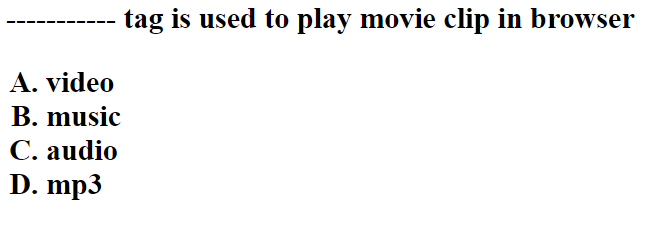 ----------- tag is used to play movie clip in browser
A. video
B. music
C. audio
D. mp3